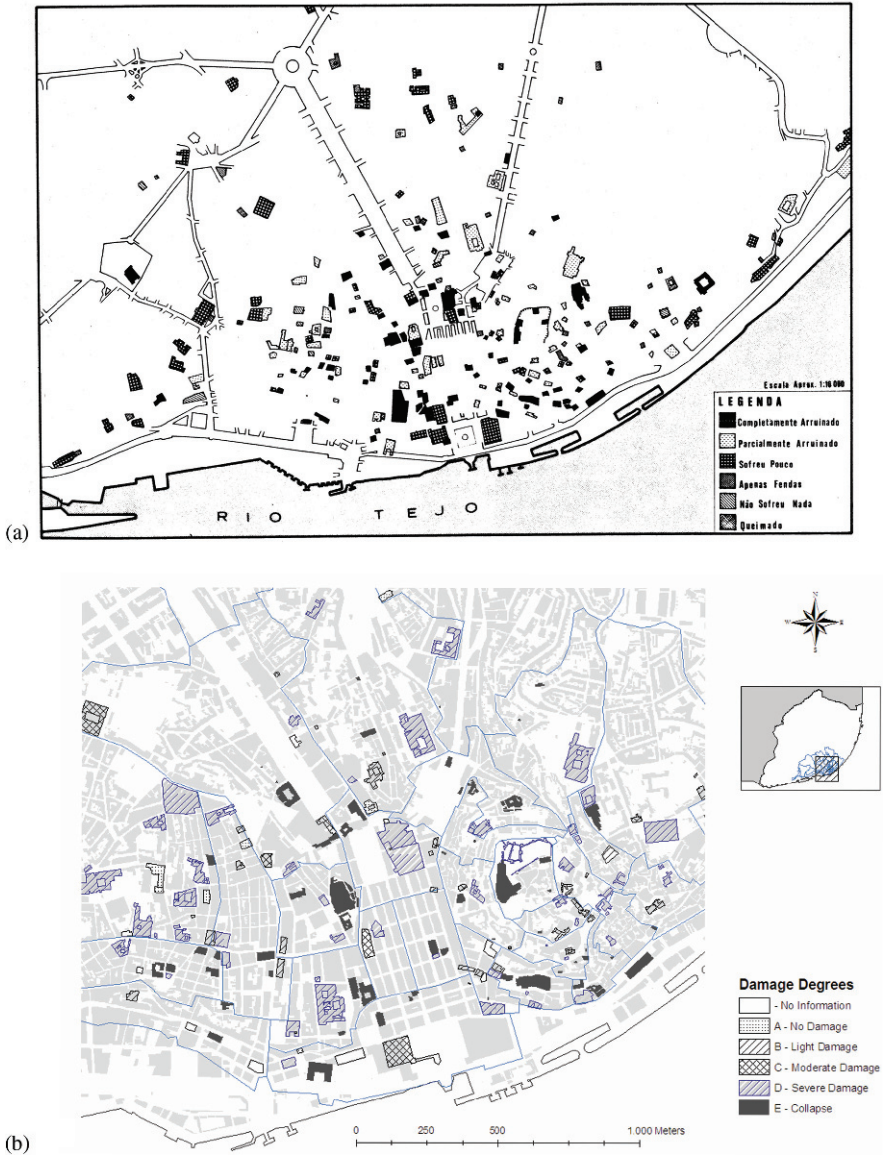 Escala Aprox. 1:16.000
LEGENDA
Completamente Arruinado
Parcialmente Arruinado
Sofreu Pouco
Apenas Fendas
Não Sofreu Nada
Queimado
RIO TEJO
(a)
N
W E
S
Damage Degrees
- No Information
A - No Damage
B - Light Damage
C - Moderate Damage
D - Severe Damage
E - Collapse
0 250 500 1.000 Meters
(b)